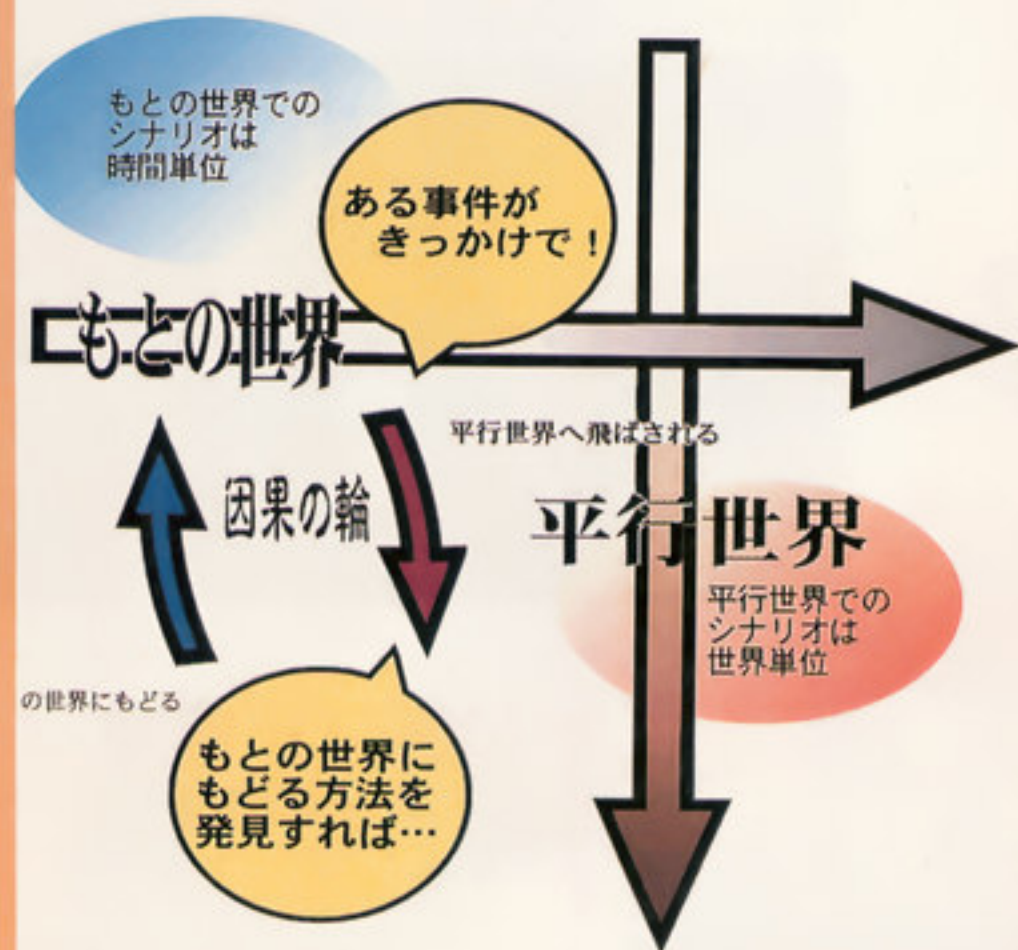 もとの世界での
シナリオは
時間単位
ある事件が
きっかけで！
もとの世界
平行世界へ飛ばされる
因果の輪
平行世界
平行世界での
シナリオは
世界単位
の世界にもどる
もとの世界に
もどる方法を
発見すれば…